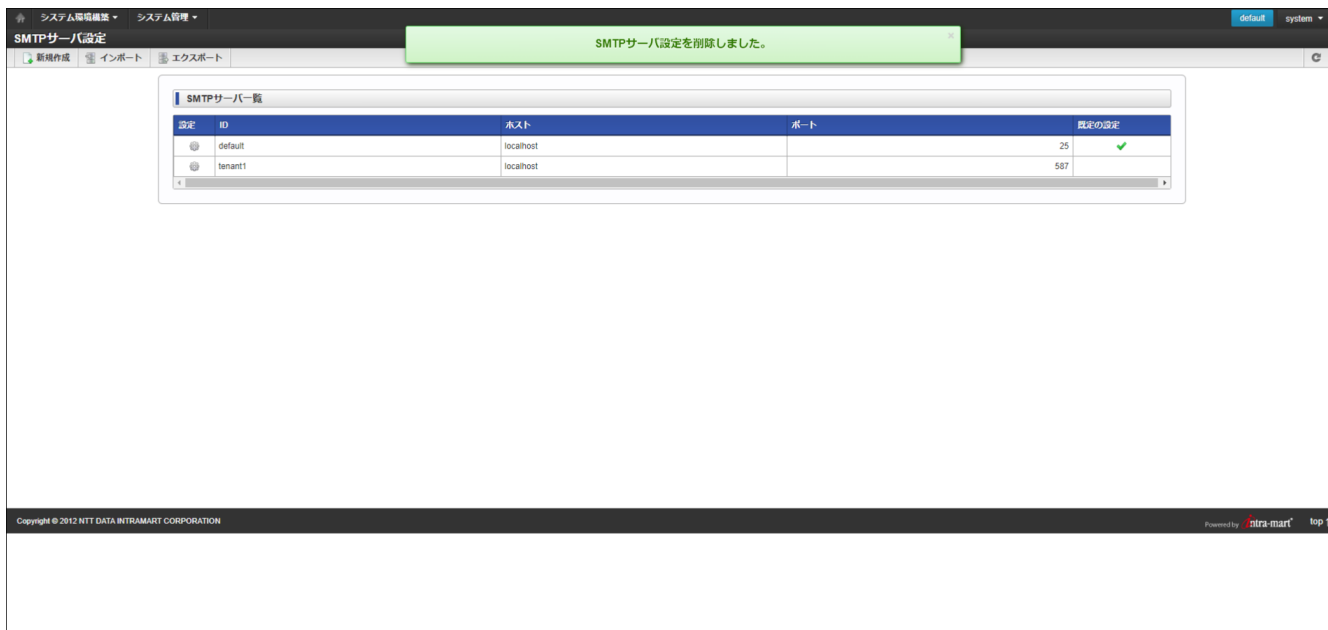 システム環境構築 ▾ システム管理 ▾ default system ▾
SMTPサーバ設定
SMTPサーバ設定を削除しました。 ×
新規作成 インポート エクスポート
SMTPサーバ一覧
設定 ID ホスト ポート 既定の設定
default localhost 25 ✔
tenant1 localhost 587
Copyright © 2012 NTT DATA INTRAMART CORPORATION Powered by intra-mart top ↑